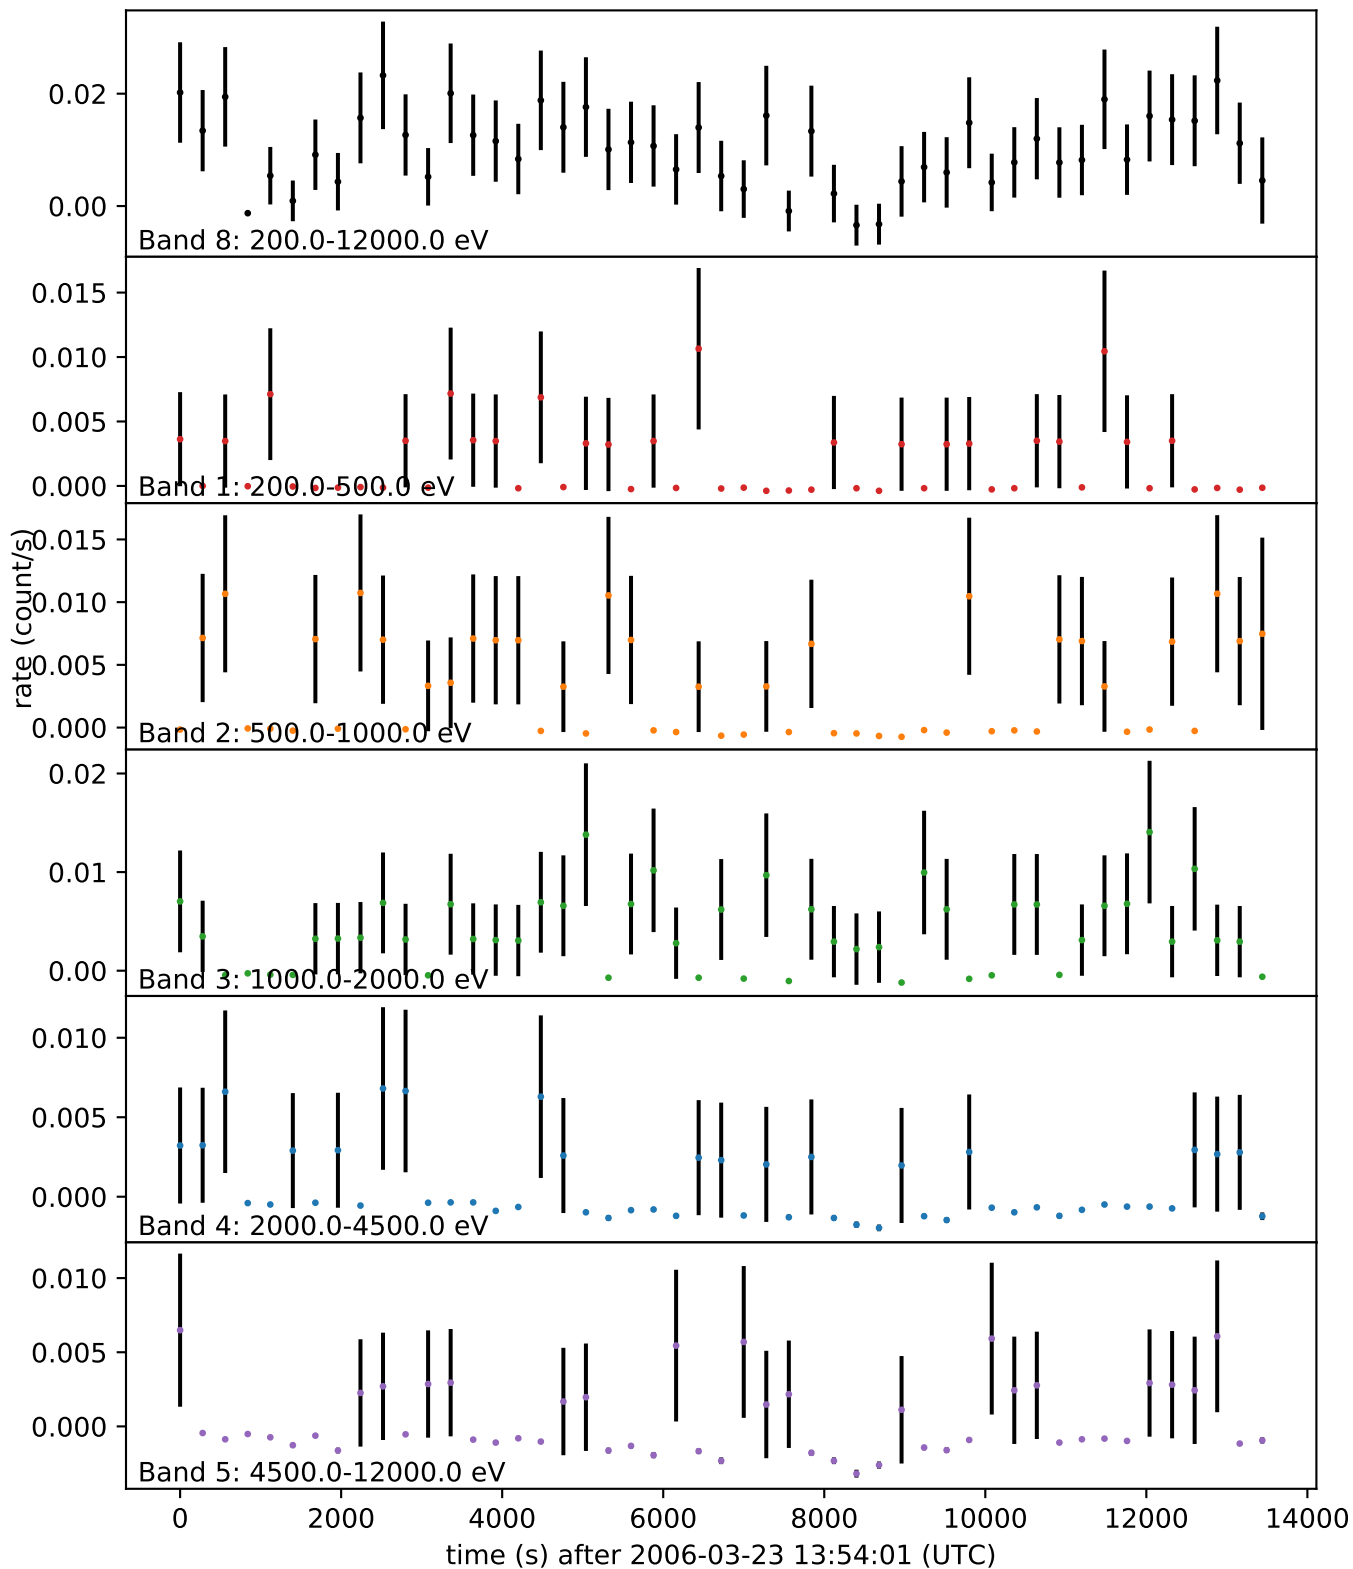 0.02
0.00
Band 8: 200.0-12000.0 eV
0.015
0.010
0.005
0.000
Band 1: 200.0-500.0 eV
rate (count/s)
0.015
0.010
0.005
0.000
Band 2: 500.0-1000.0 eV
0.02
0.01
0.00
Band 3: 1000.0-2000.0 eV
0.010
0.005
0.000
Band 4: 2000.0-4500.0 eV
0.010
0.005
0.000
Band 5: 4500.0-12000.0 eV
0 2000 4000 6000 8000 10000 12000 14000
time (s) after 2006-03-23 13:54:01 (UTC)